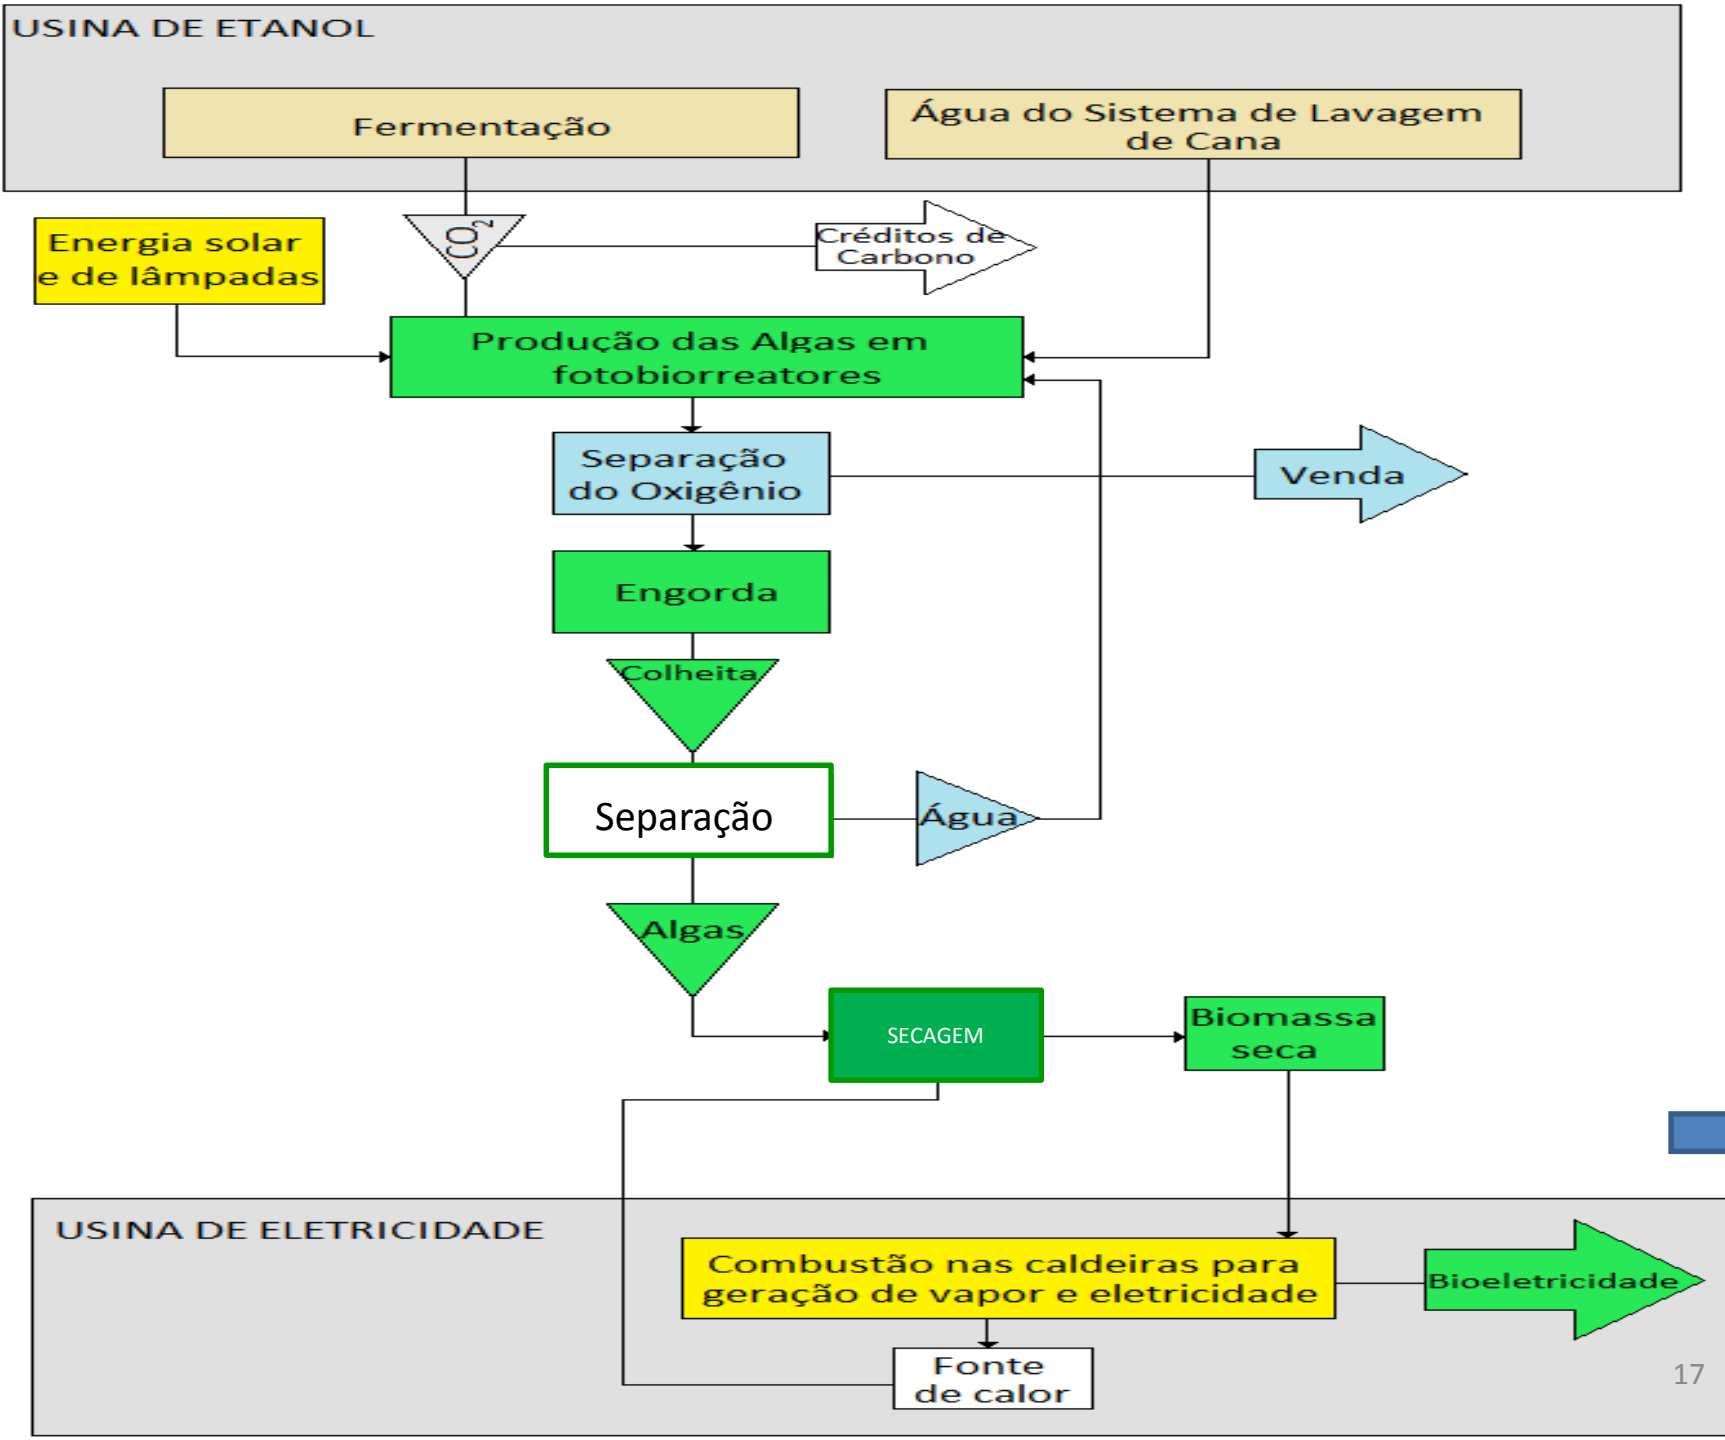 USINA DE ETANOL
Fermentação
Água do Sistema de Lavagem
de Cana
Energia solar
e de lâmpadas
CO₂
Créditos de
Carbono
Produção das Algas em
fotobiorreatores
Separação
do Oxigênio
Venda
Engorda
Colheita
Separação
Água
Algas
SECAGEM
Biomassa
seca
USINA DE ELETRICIDADE
Combustão nas caldeiras para
geração de vapor e eletricidade
Bioeletricidade
Fonte
de calor
17